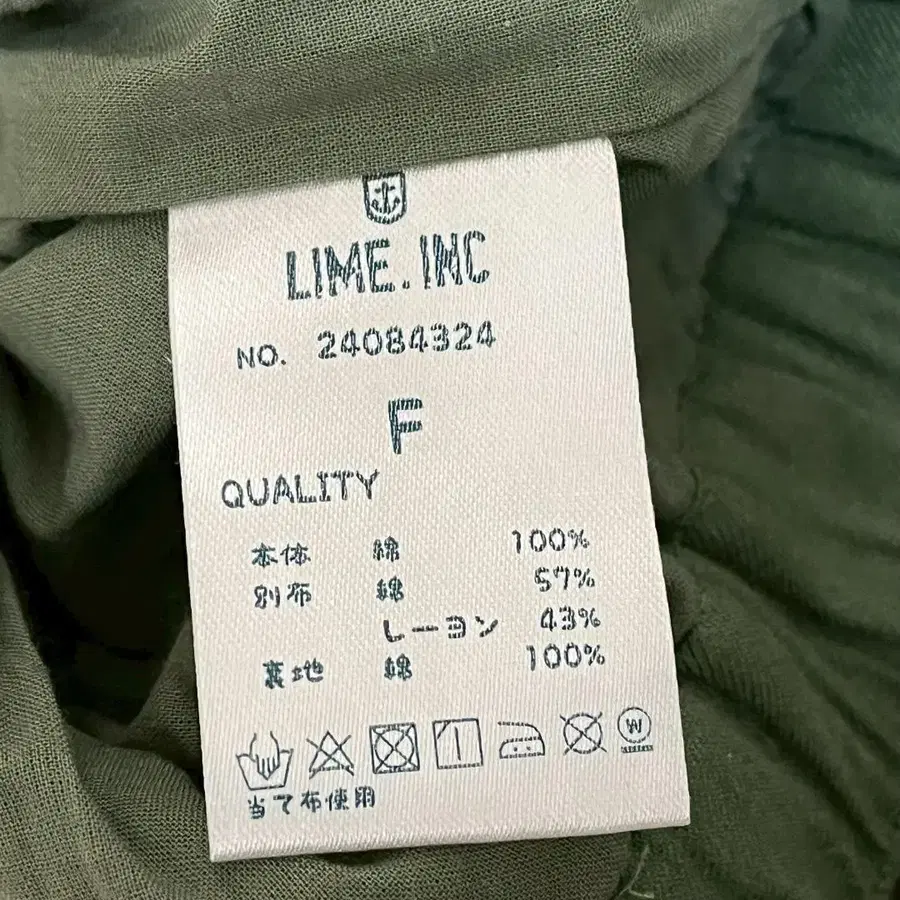 LIME.INC
NO. 24084324
F
QUALITY
本体 綿 100%
別布 綿 57%
レーヨン 43%
裏地 綿 100%
W
当て布使用